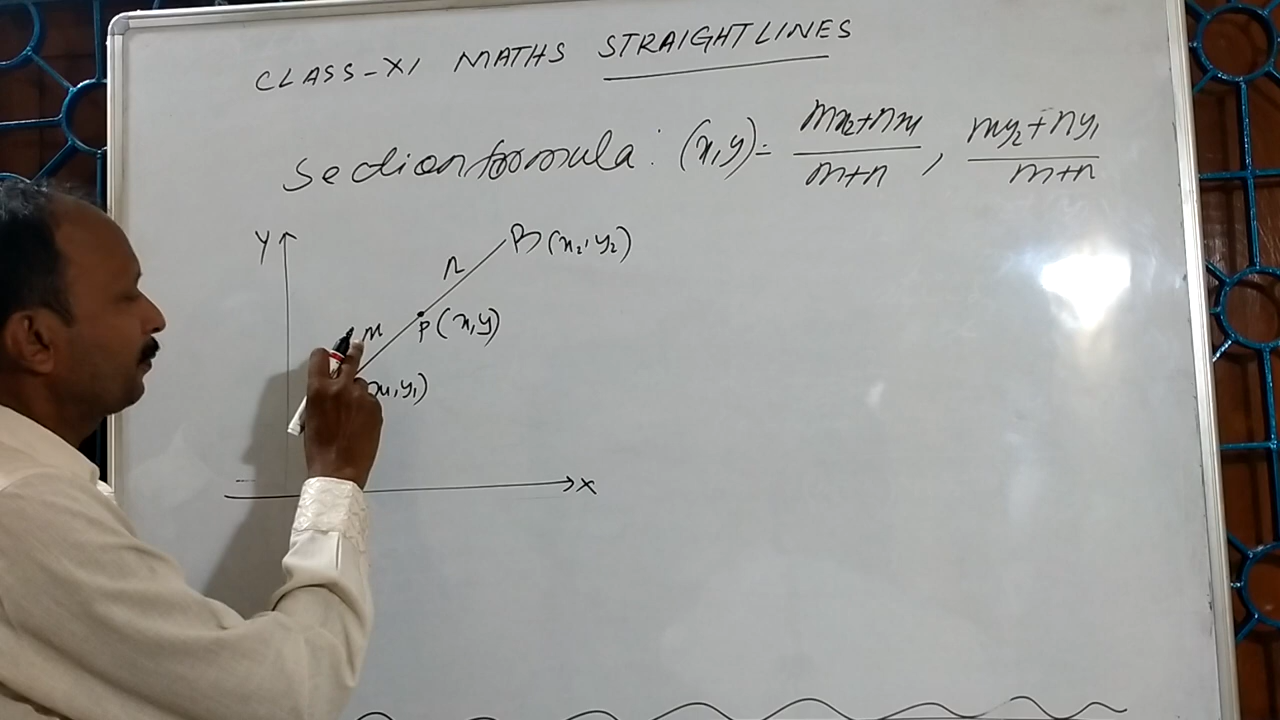 CLASS-XI MATHS STRAIGHTLINES
Section formula : (x,y) = mx₂+nx₁/m+n , my₂+ny₁/m+n
Y
B (x₂, y₂)
n
m
P (x,y)
x₁, y₁)
X